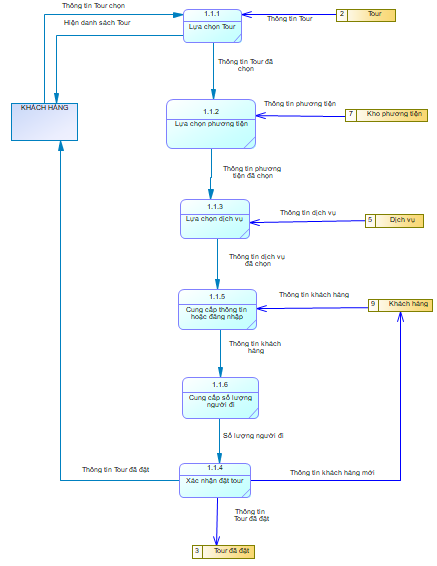 Thông tin Tour chọn
1.1.1
2 Tour
Hiện danh sách Tour
Lựa chọn Tour
Thông tin Tour
Thông tin Tour đã
chọn
KHÁCH HÀNG
1.1.2
Lựa chọn phương tiện
Thông tin phương tiện
7 Kho phương tiện
Thông tin phương
tiện đã chọn
1.1.3
Lựa chọn dịch vụ
Thông tin dịch vụ
5 Dịch vụ
Thông tin dịch vụ
đã chọn
1.1.5
Cung cấp thông tin
hoặc đăng nhập
Thông tin khách hàng
9 Khách hàng
Thông tin khách
hàng
1.1.6
Cung cấp số lượng
người đi
Số lượng người đi
1.1.4
Xác nhận đặt tour
Thông tin Tour đã đặt
Thông tin khách hàng mới
Thông tin
Tour đã đặt
3 Tour đã đặt